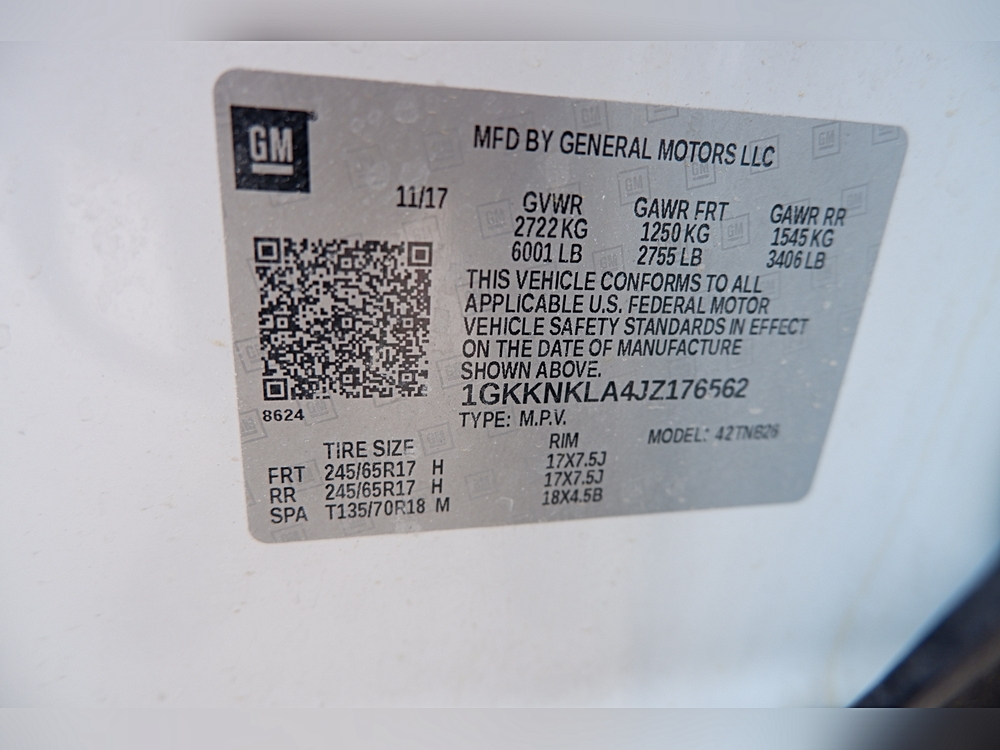 GM
MFD BY GENERAL MOTORS LLC
11/17
GVWR GAWR FRT GAWR RR
2722 KG 1250 KG 1545 KG
6001 LB 2755 LB 3406 LB
THIS VEHICLE CONFORMS TO ALL
APPLICABLE U.S. FEDERAL MOTOR
VEHICLE SAFETY STANDARDS IN EFFECT
ON THE DATE OF MANUFACTURE
SHOWN ABOVE.
1GKKNKLA4JZ176562
8624
TYPE: M.P.V. MODEL: 42TNB26
TIRE SIZE RIM
FRT 245/65R17 H 17X7.5J
RR 245/65R17 H 17X7.5J
SPA T135/70R18 M 18X4.5B